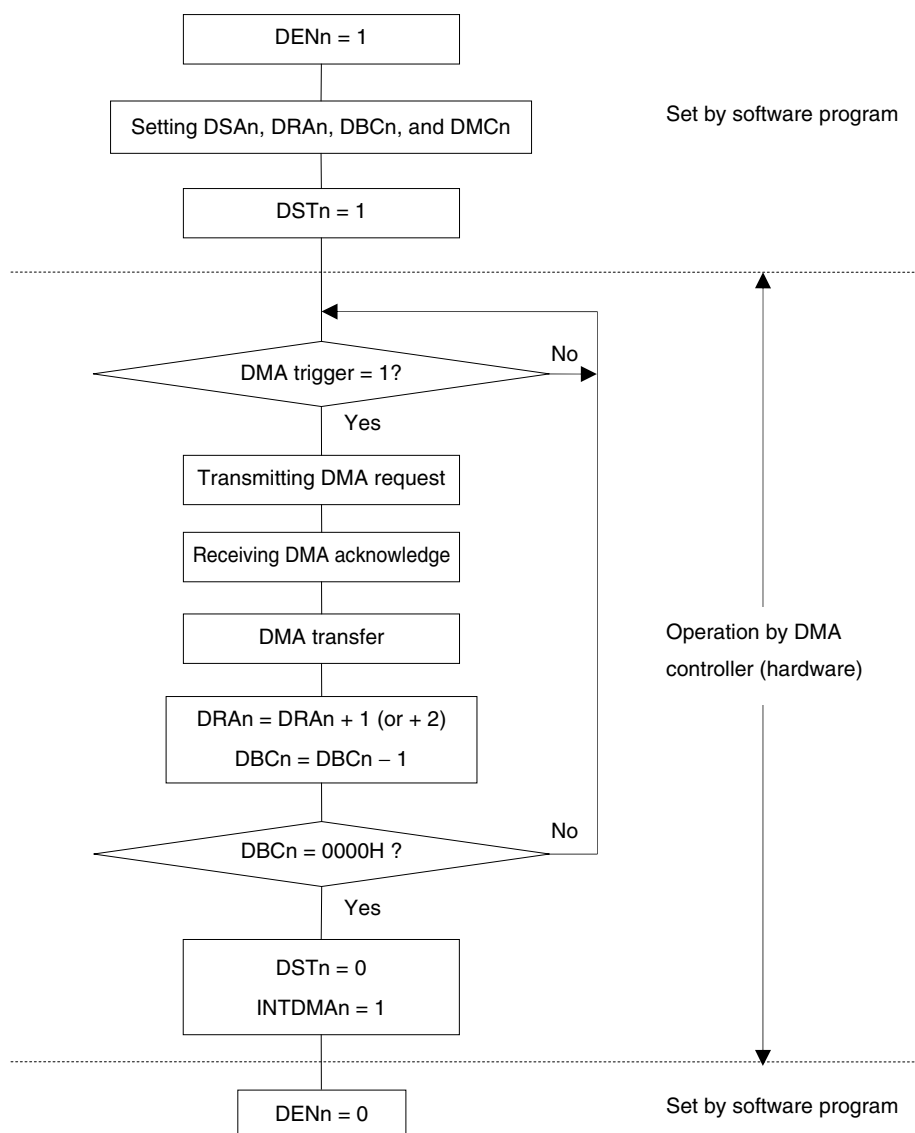 DENn = 1
Setting DSAn, DRAn, DBCn, and DMCn
Set by software program
DSTn = 1
DMA trigger = 1?
No
Yes
Transmitting DMA request
Receiving DMA acknowledge
DMA transfer
Operation by DMA
controller (hardware)
DRAn = DRAn + 1 (or + 2)
DBCn = DBCn − 1
DBCn = 0000H ?
No
Yes
DSTn = 0
INTDMAn = 1
DENn = 0
Set by software program